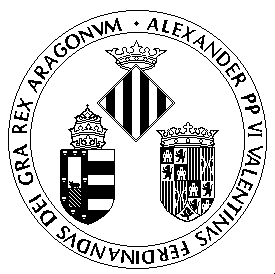 ALEXANDER PP VI VALENTINVS FERDINANDVS DEI GRA REX ARAGONVM ·